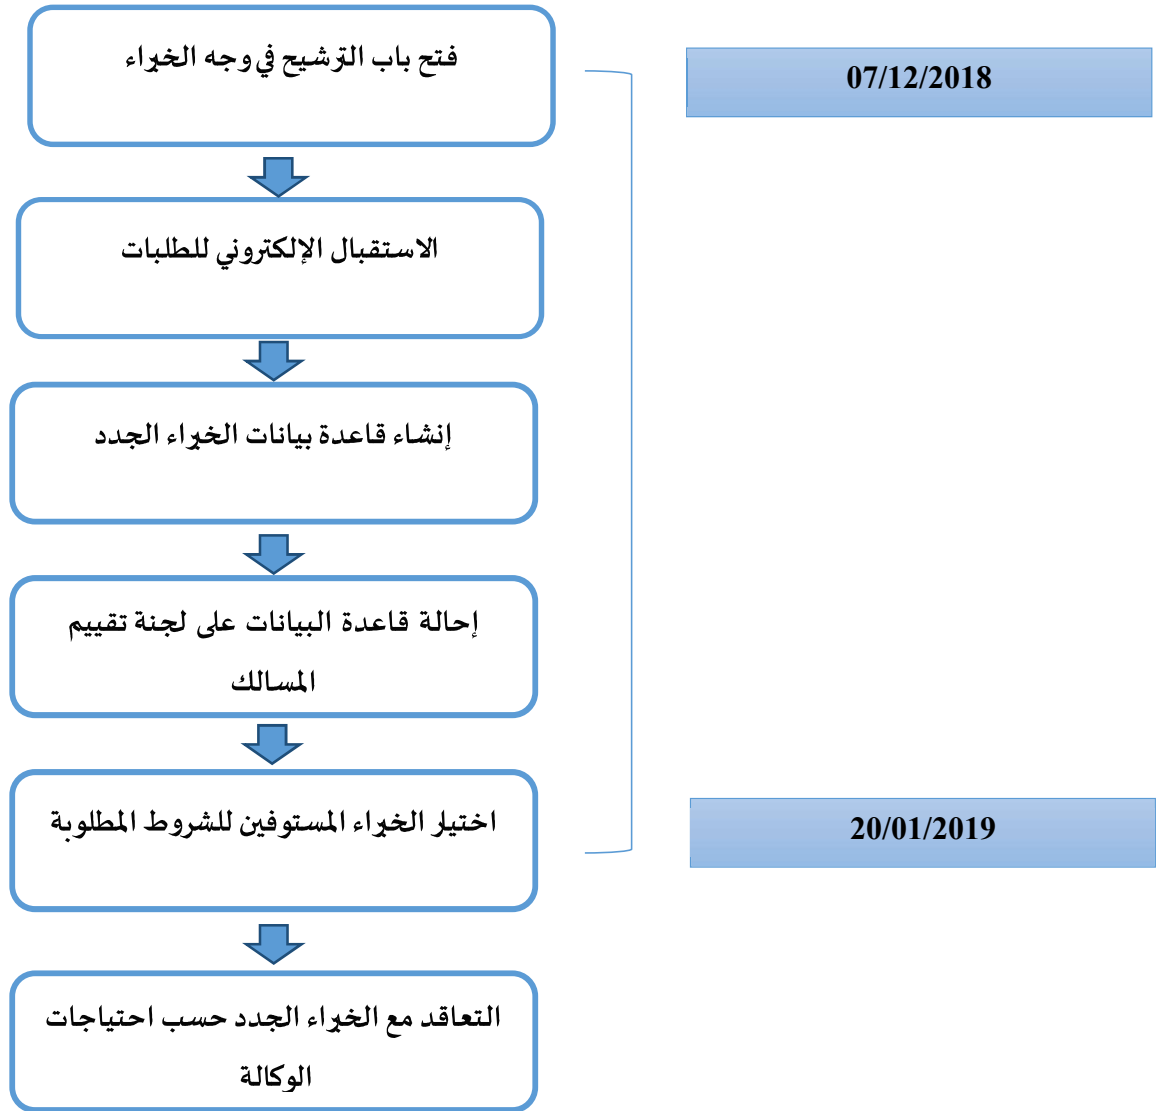 فتح باب الترشيح في وجه الخبراء
07/12/2018
الاستقبال الإلكتروني للطلبات
إنشاء قاعدة بيانات الخبراء الجدد
إحالة قاعدة البيانات على لجنة تقييم
المسالك
اختيار الخبراء المستوفين للشروط المطلوبة
20/01/2019
التعاقد مع الخبراء الجدد حسب احتياجات
الوكالة